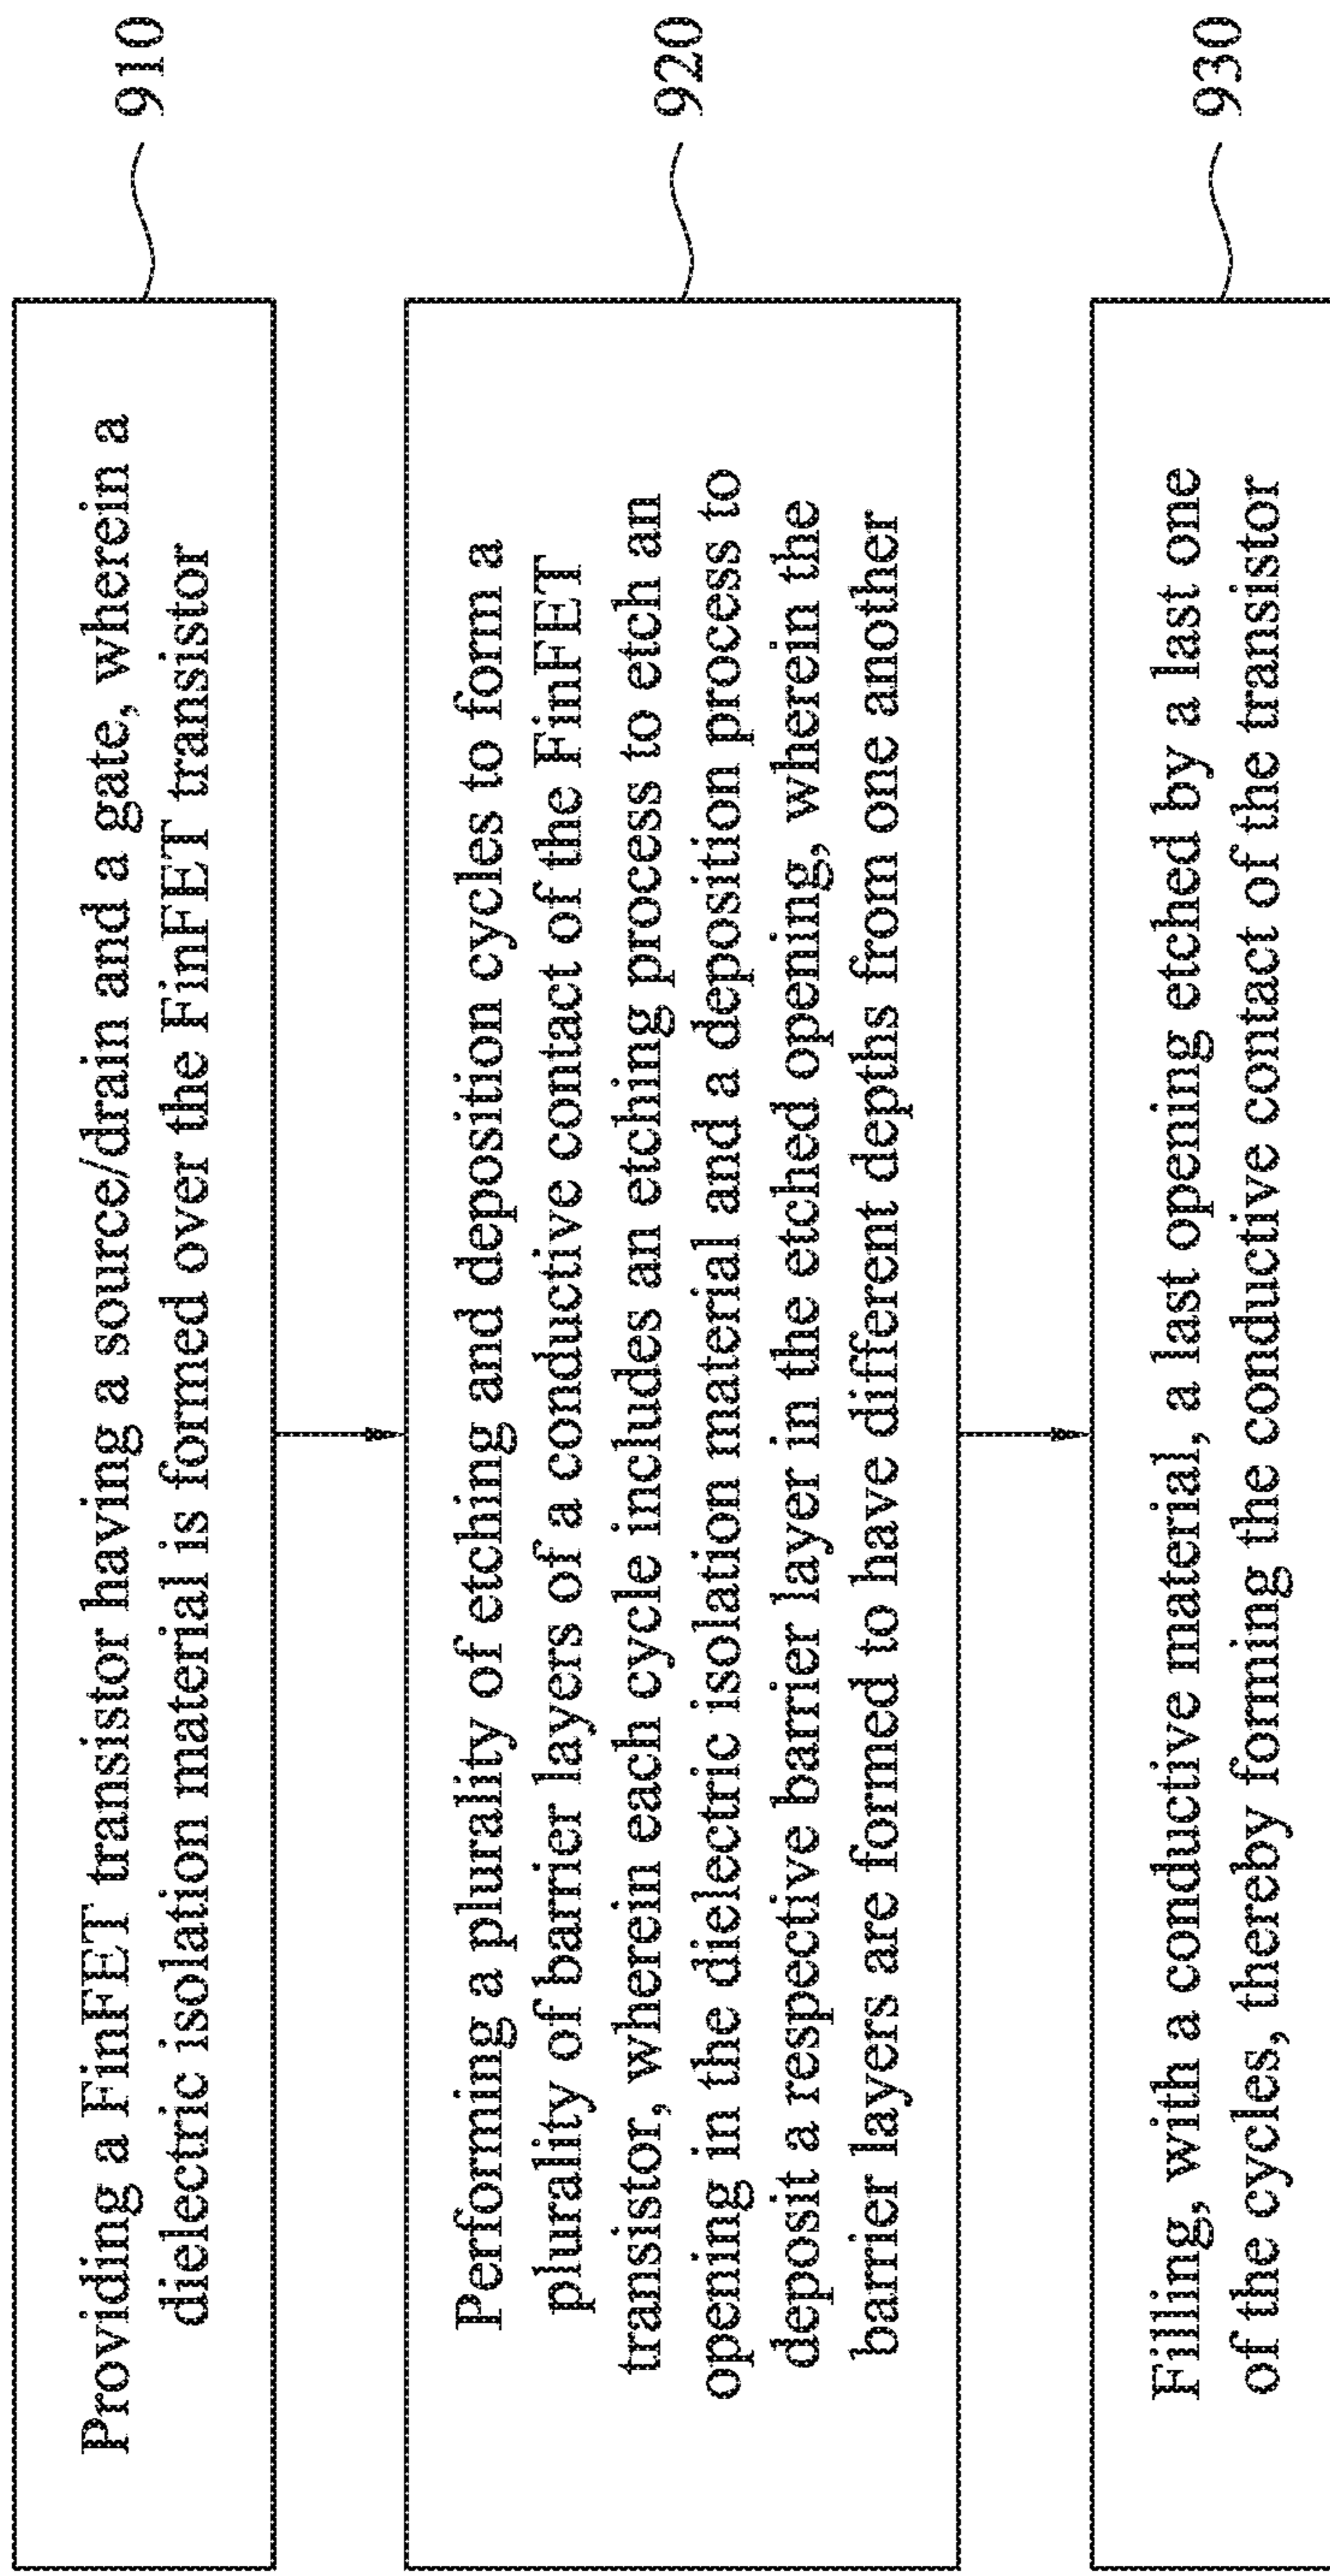 Providing a FinFET transistor having a source/drain and a gate, wherein a
dielectric isolation material is formed over the FinFET transistor
910
Performing a plurality of etching and deposition cycles to form a
plurality of barrier layers of a conductive contact of the FinFET
transistor, wherein each cycle includes an etching process to etch an
opening in the dielectric isolation material and a deposition process to
deposit a respective barrier layer in the etched opening, wherein the
barrier layers are formed to have different depths from one another
920
Filling, with a conductive material, a last opening etched by a last one
of the cycles, thereby forming the conductive contact of the transistor
930